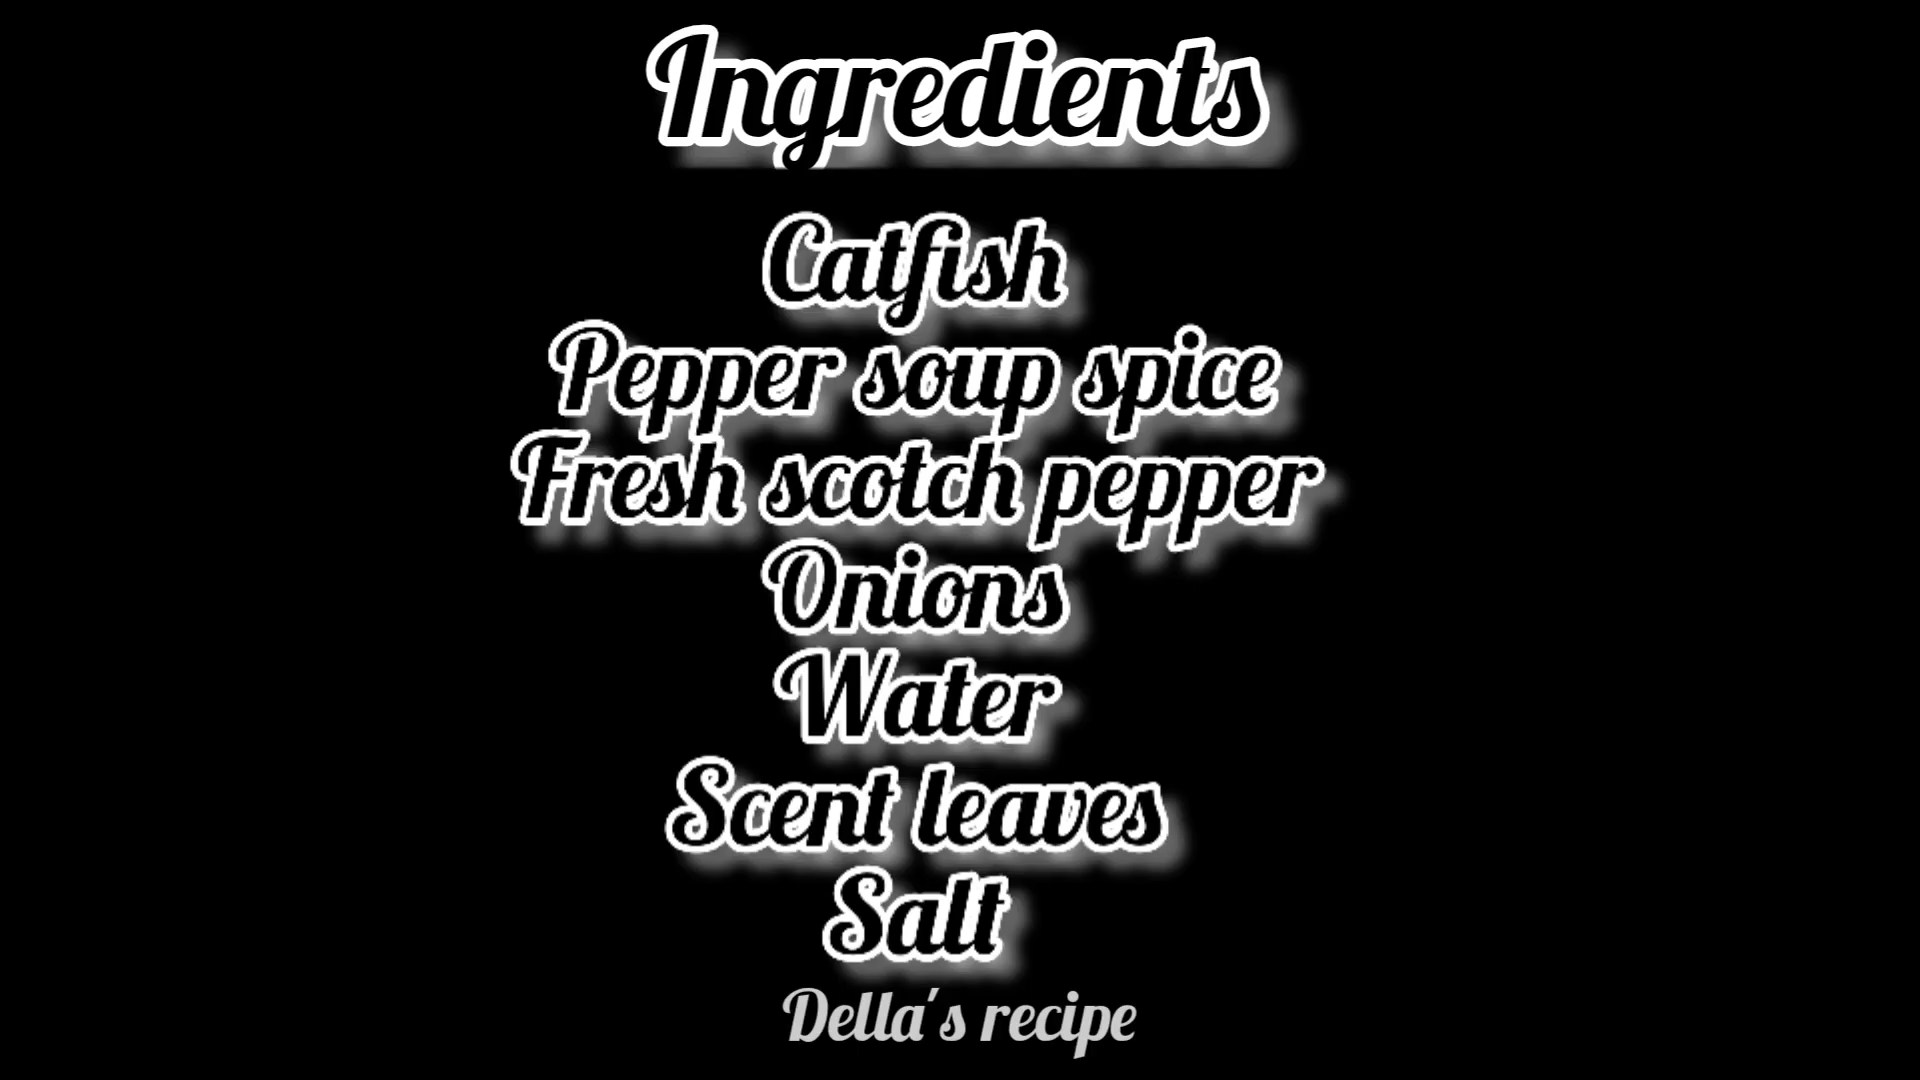 Ingredients
Catfish
Pepper soup spice
Fresh scotch pepper
Onions
Water
Scent leaves
Salt
Della's recipe